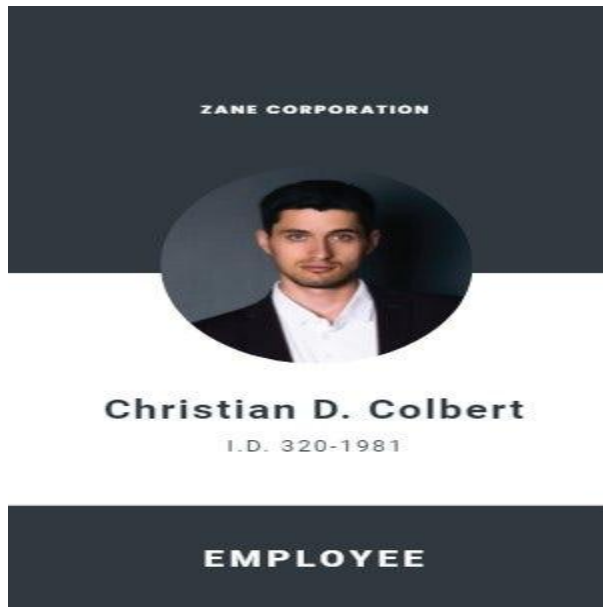 ZANE CORPORATION
Christian D. Colbert
I.D. 320-1981
EMPLOYEE